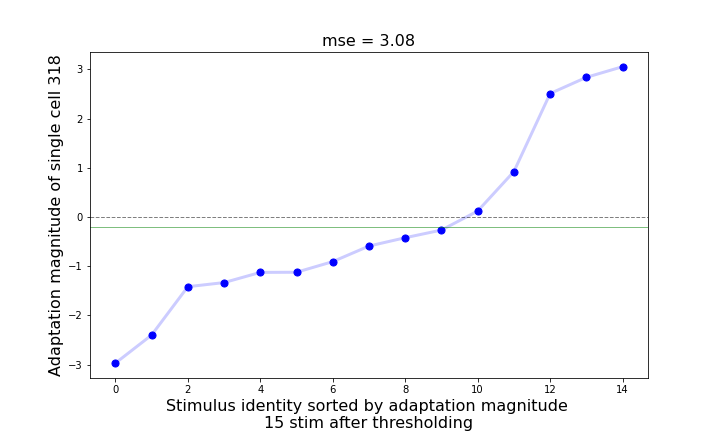 mse = 3.08
Adaptation magnitude of single cell 318
3
2
1
0
−1
−2
−3
0 2 4 6 8 10 12 14
Stimulus identity sorted by adaptation magnitude
15 stim after thresholding